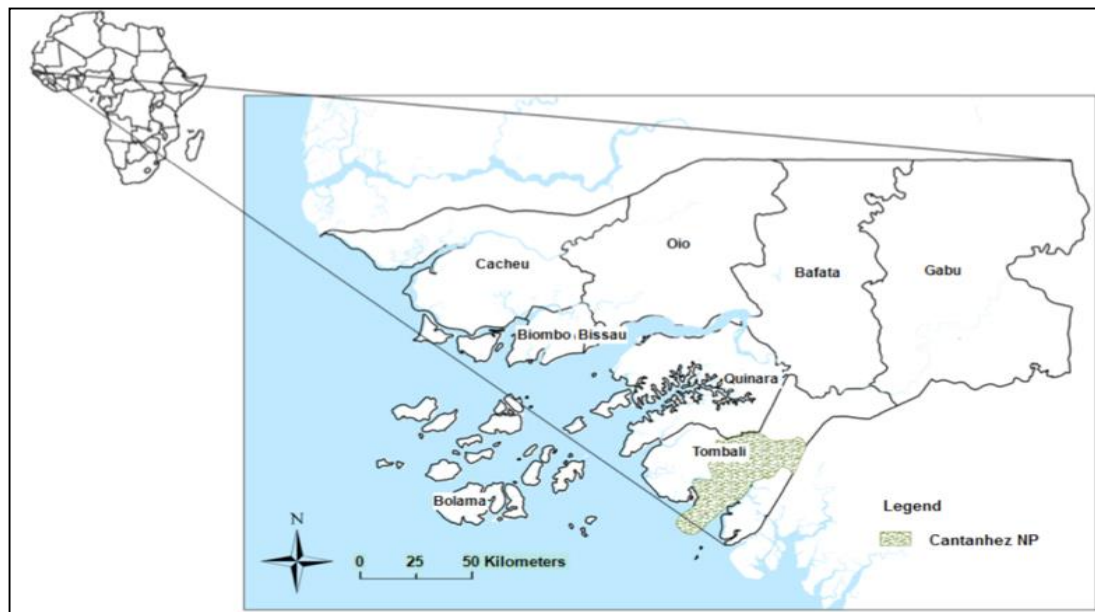 Oio
Cacheu
Bafata
Gabu
Biombo Bissau
Quinara
Tombali
Bolama
Legend
Cantanhez NP
N
0 25 50 Kilometers